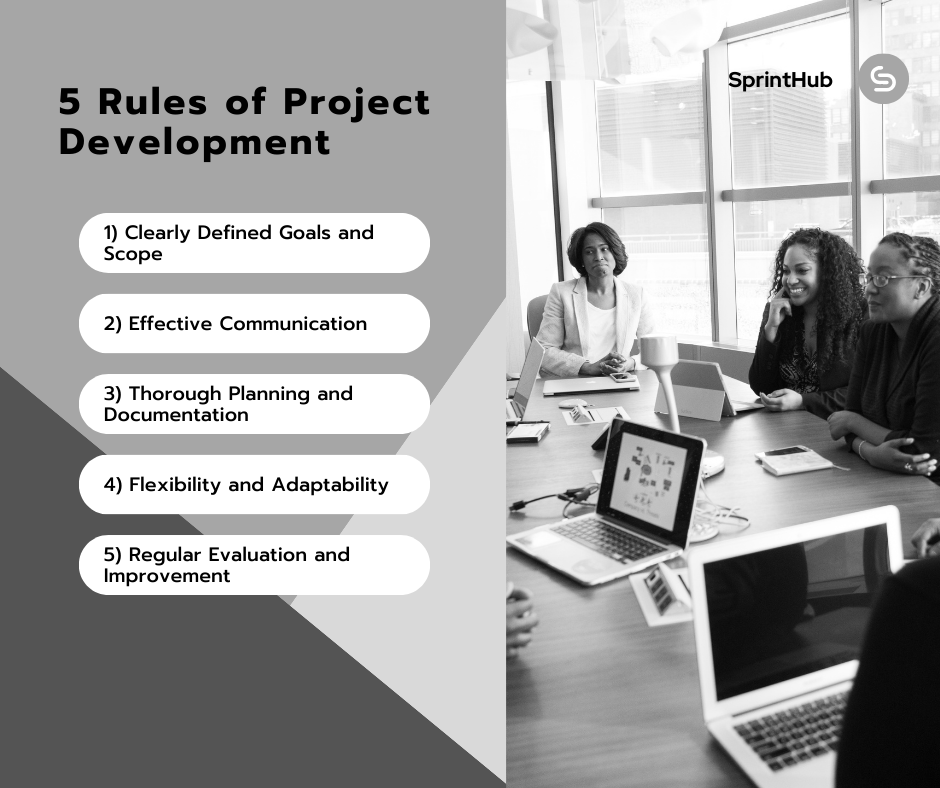 5 Rules of Project
Development
1) Clearly Defined Goals and
Scope
2) Effective Communication
3) Thorough Planning and
Documentation
4) Flexibility and Adaptability
5) Regular Evaluation and
Improvement
SprintHub